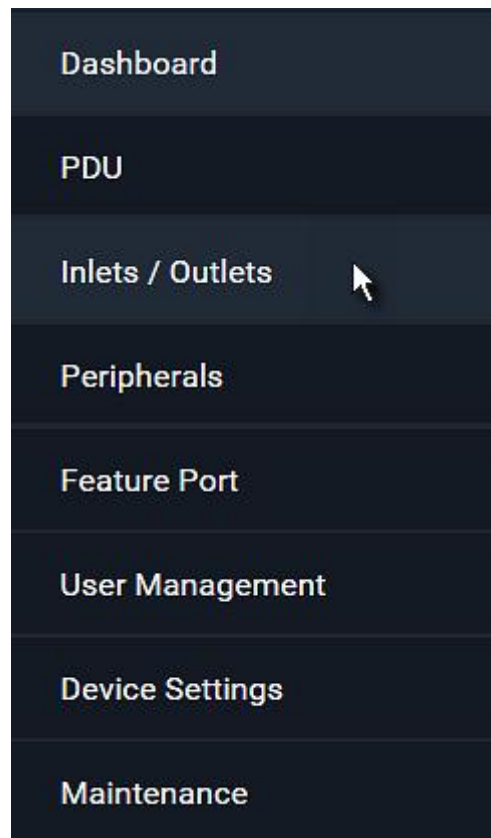 Dashboard
PDU
Inlets / Outlets
Peripherals
Feature Port
User Management
Device Settings
Maintenance